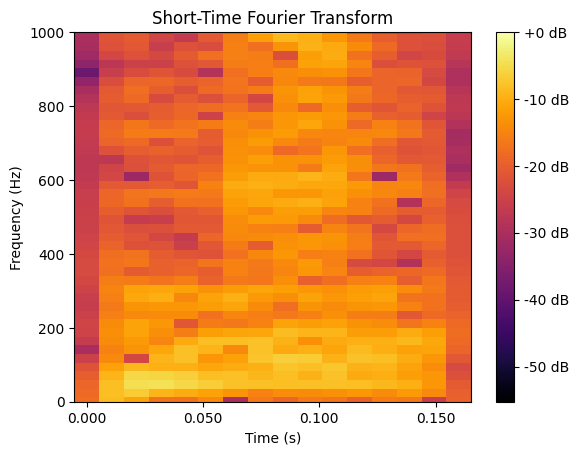 Short-Time Fourier Transform
1000
800
600
400
200
0
Frequency (Hz)
0.000
0.050
0.100
0.150
Time (s)
+0 dB
-10 dB
-20 dB
-30 dB
-40 dB
-50 dB